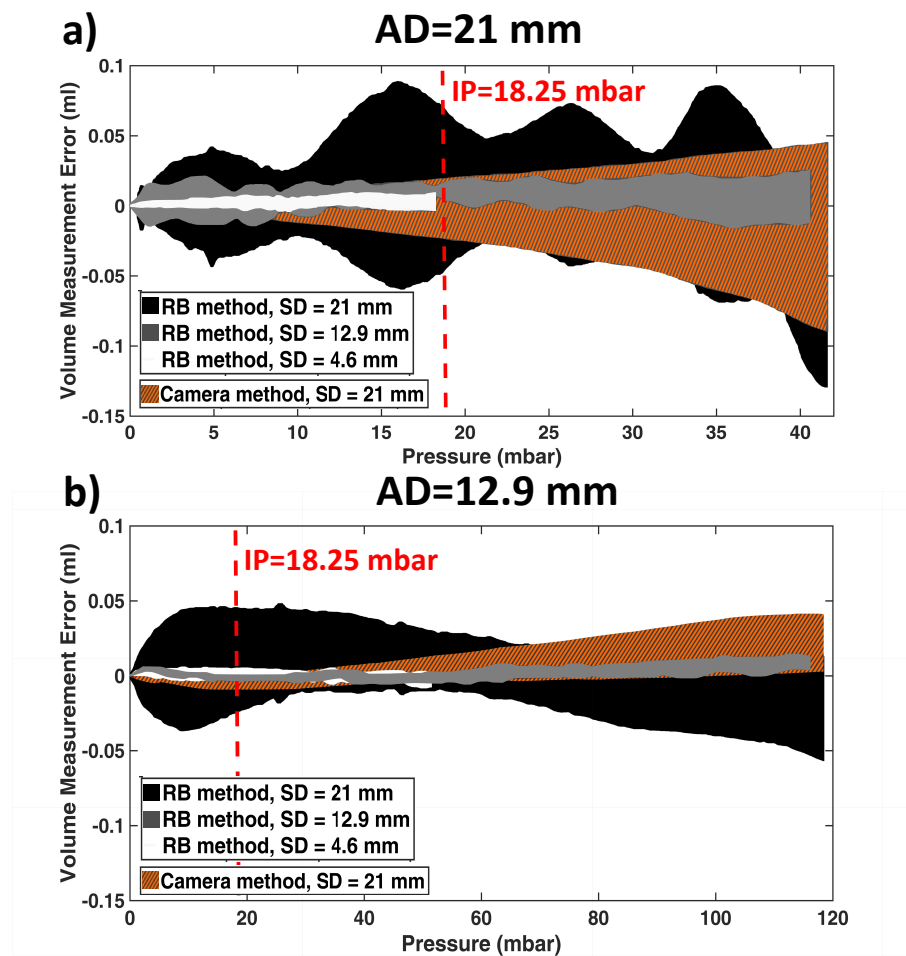 a)
AD=21 mm
Volume Measurement Error (ml)
0.1
0.05
0
-0.05
-0.1
-0.15
IP=18.25 mbar
RB method, SD = 21 mm
RB method, SD = 12.9 mm
RB method, SD = 4.6 mm
Camera method, SD = 21 mm
0 5 10 15 20 25 30 35 40
Pressure (mbar)
b)
AD=12.9 mm
Volume Measurement Error (ml)
0.1
0.05
0
-0.05
-0.1
-0.15
IP=18.25 mbar
RB method, SD = 21 mm
RB method, SD = 12.9 mm
RB method, SD = 4.6 mm
Camera method, SD = 21 mm
0 20 40 60 80 100 120
Pressure (mbar)